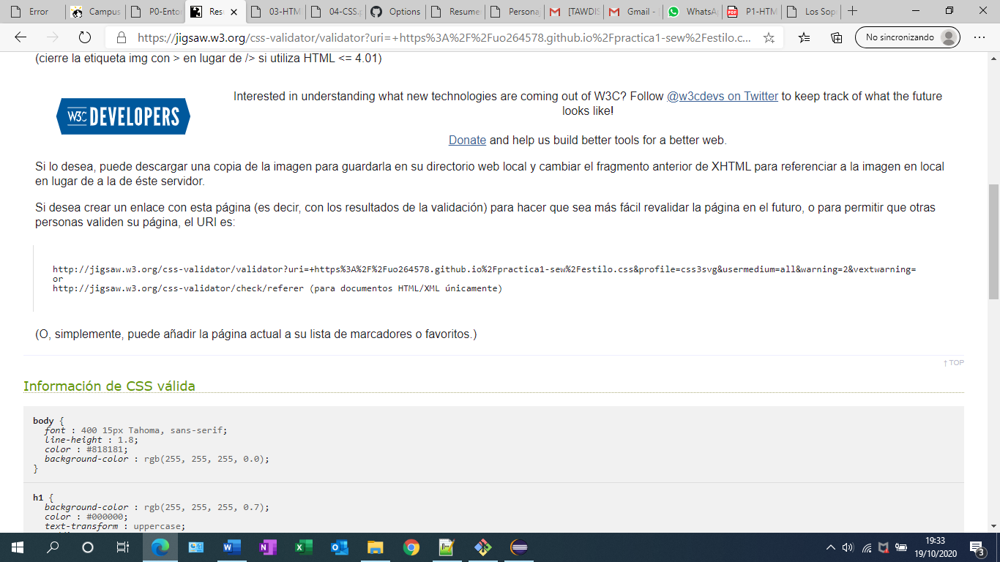 Error
Campus
P0-Ento
Resu
03-HTM
04-CSS.p
Options
Resume
Persona
[TAWDIS
Gmail -
WhatsA
P1-HTM
Los Sop
https://jigsaw.w3.org/css-validator/validator?uri=+https%3A%2F%2Fuo264578.github.io%2Fpractica1-sew%2Festilo.c...
No sincronizando
(cierre la etiqueta img con > en lugar de /> si utiliza HTML <= 4.01)
W3C DEVELOPERS
Interested in understanding what new technologies are coming out of W3C? Follow @w3cdevs on Twitter to keep track of what the future
looks like!
Donate and help us build better tools for a better web.
Si lo desea, puede descargar una copia de la imagen para guardarla en su directorio web local y cambiar el fragmento anterior de XHTML para referenciar a la imagen en local
en lugar de a la de éste servidor.
Si desea crear un enlace con esta página (es decir, con los resultados de la validación) para hacer que sea más fácil revalidar la página en el futuro, o para permitir que otras
personas validen su página, el URI es:
http://jigsaw.w3.org/css-validator/validator?uri=+https%3A%2F%2Fuo264578.github.io%2Fpractica1-sew%2Festilo.css&profile=css3svg&usermedium=all&warning=2&vextwarning=
or
http://jigsaw.w3.org/css-validator/check/referer (para documentos HTML/XML únicamente)
(O, simplemente, puede añadir la página actual a su lista de marcadores o favoritos.)
↑ TOP
Información de CSS válida
body {
font : 400 15px Tahoma, sans-serif;
line-height : 1.8;
color : #818181;
background-color : rgb(255, 255, 255, 0.0);
}
h1 {
background-color : rgb(255, 255, 255, 0.7);
color : #000000;
text-transform : uppercase;
19:33
19/10/2020
3